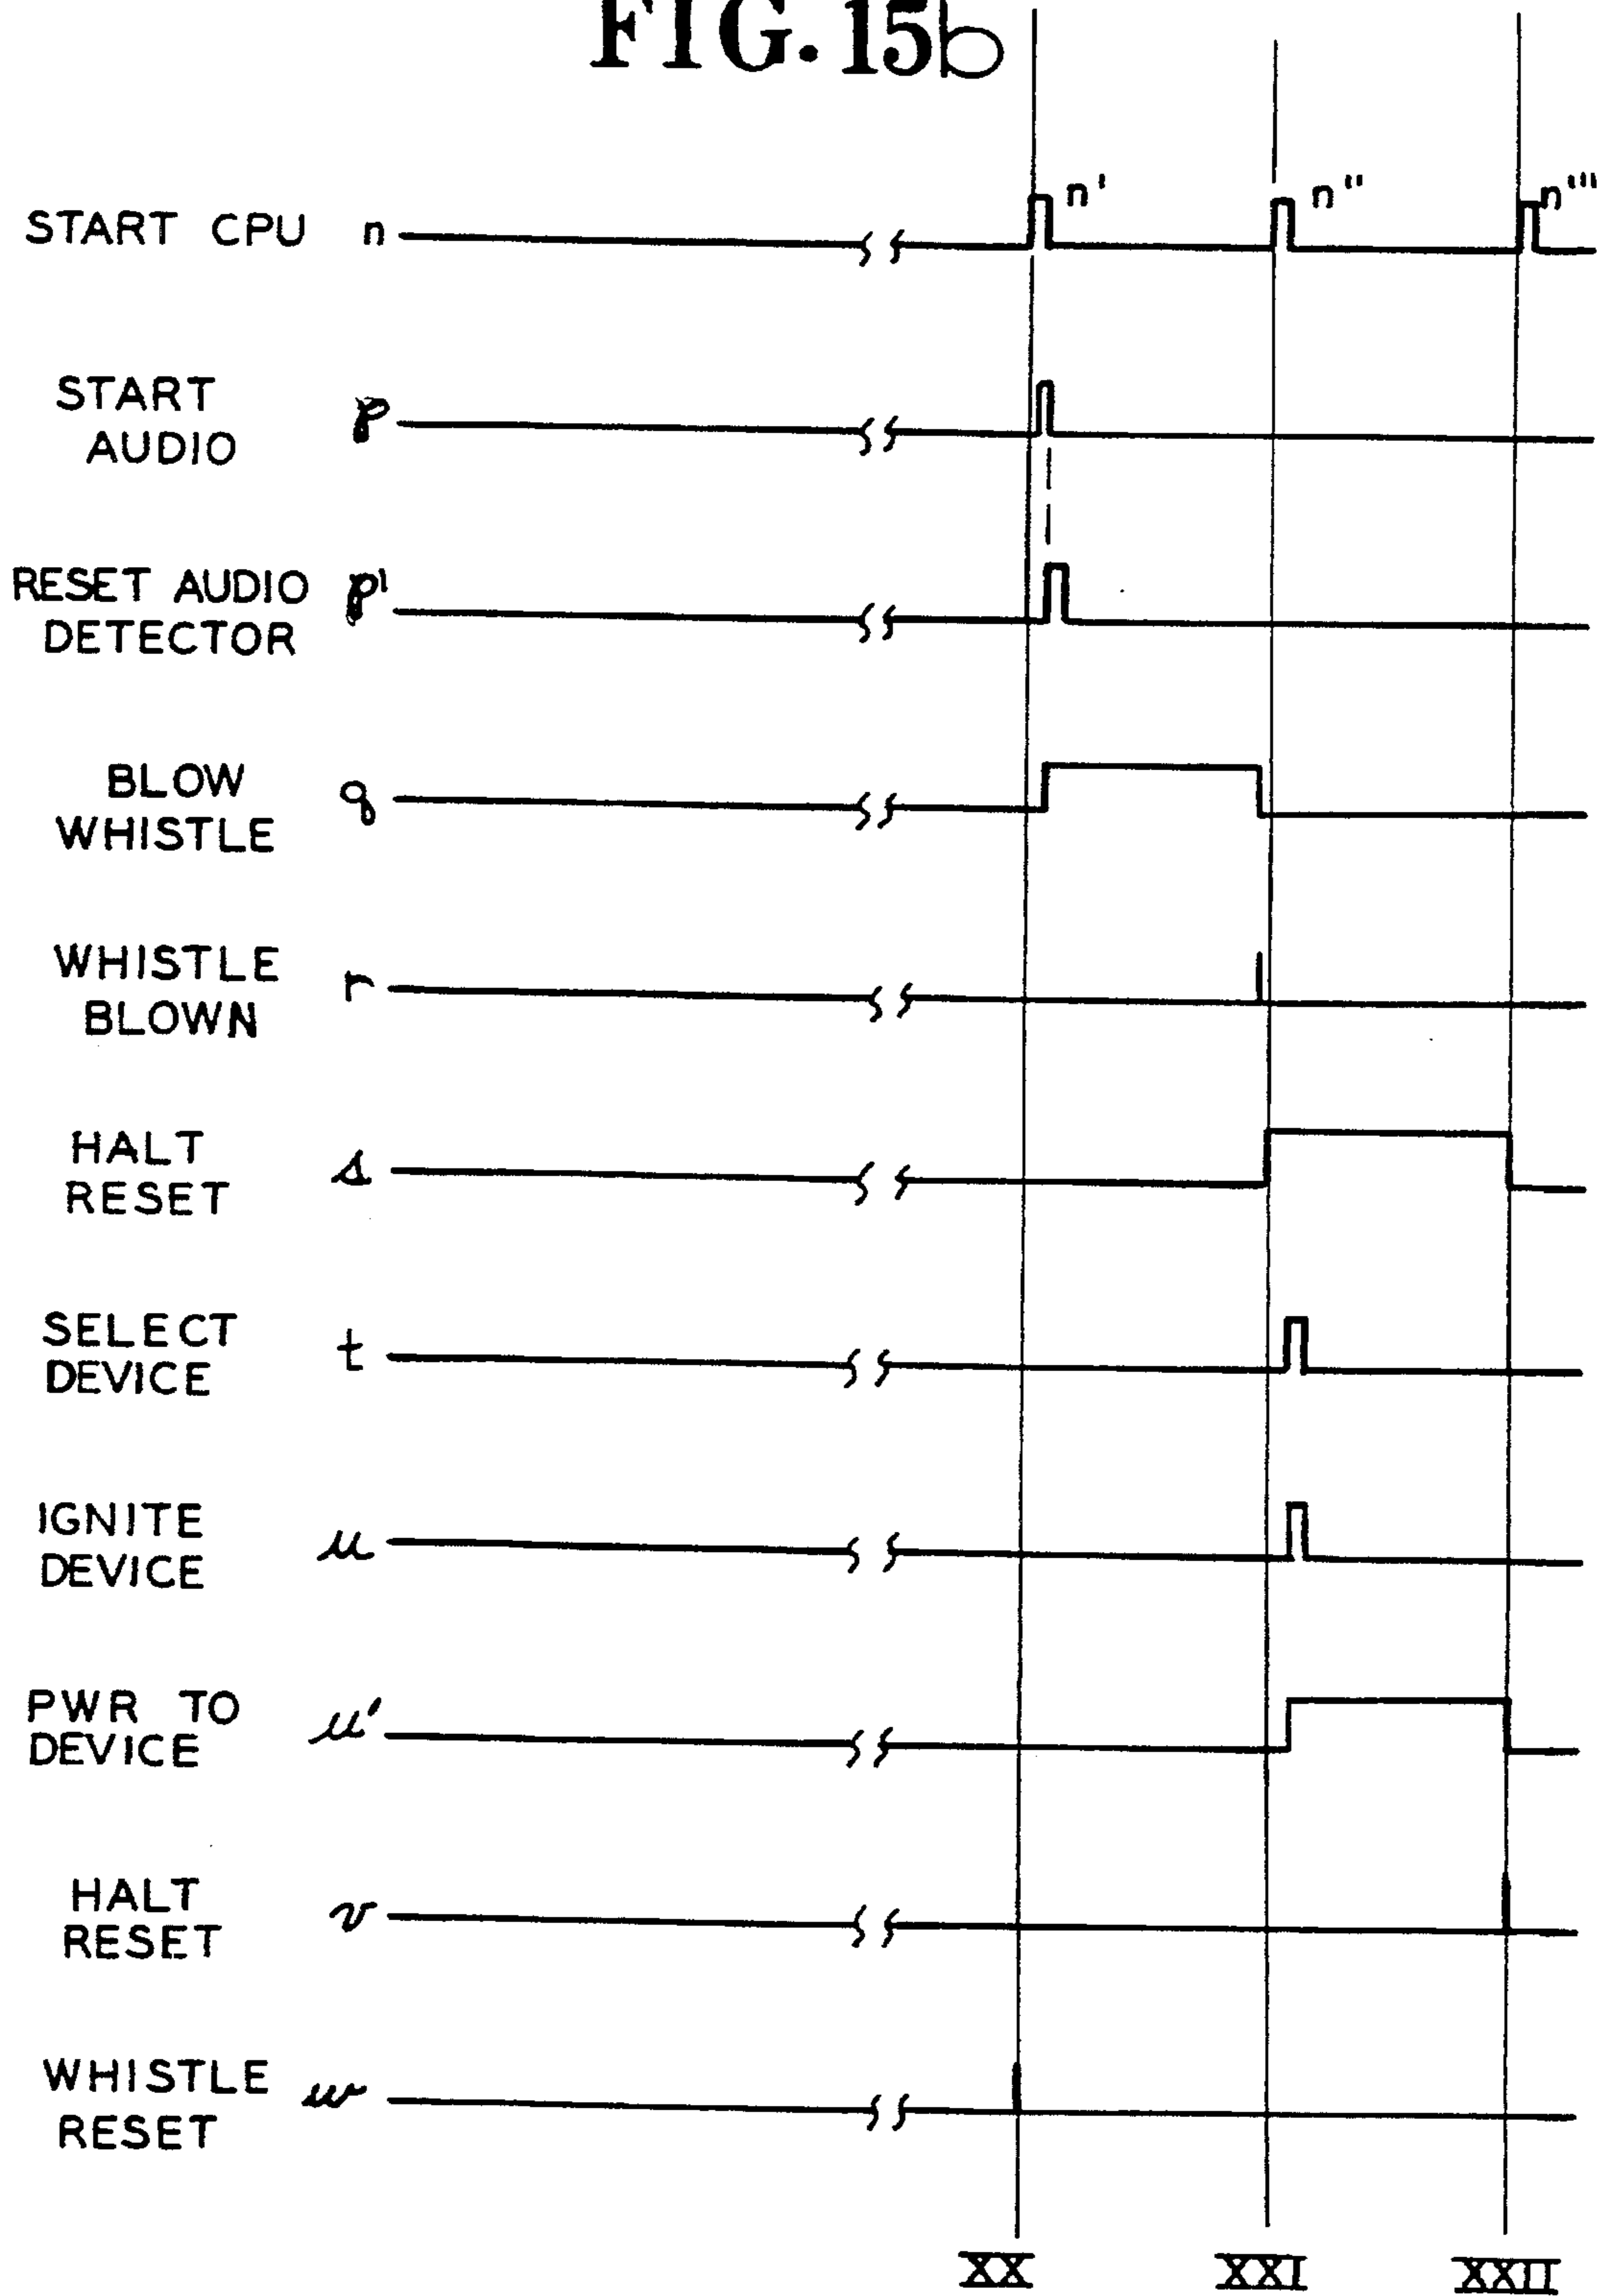 FIG. 15b
START CPU n n' n" n'''
START
AUDIO p
RESET AUDIO p'
DETECTOR
BLOW
WHISTLE q
WHISTLE r
BLOWN
HALT
RESET s
SELECT
DEVICE t
IGNITE
DEVICE u
PWR TO
DEVICE u'
HALT
RESET v
WHISTLE w
RESET
XX XXI XXII